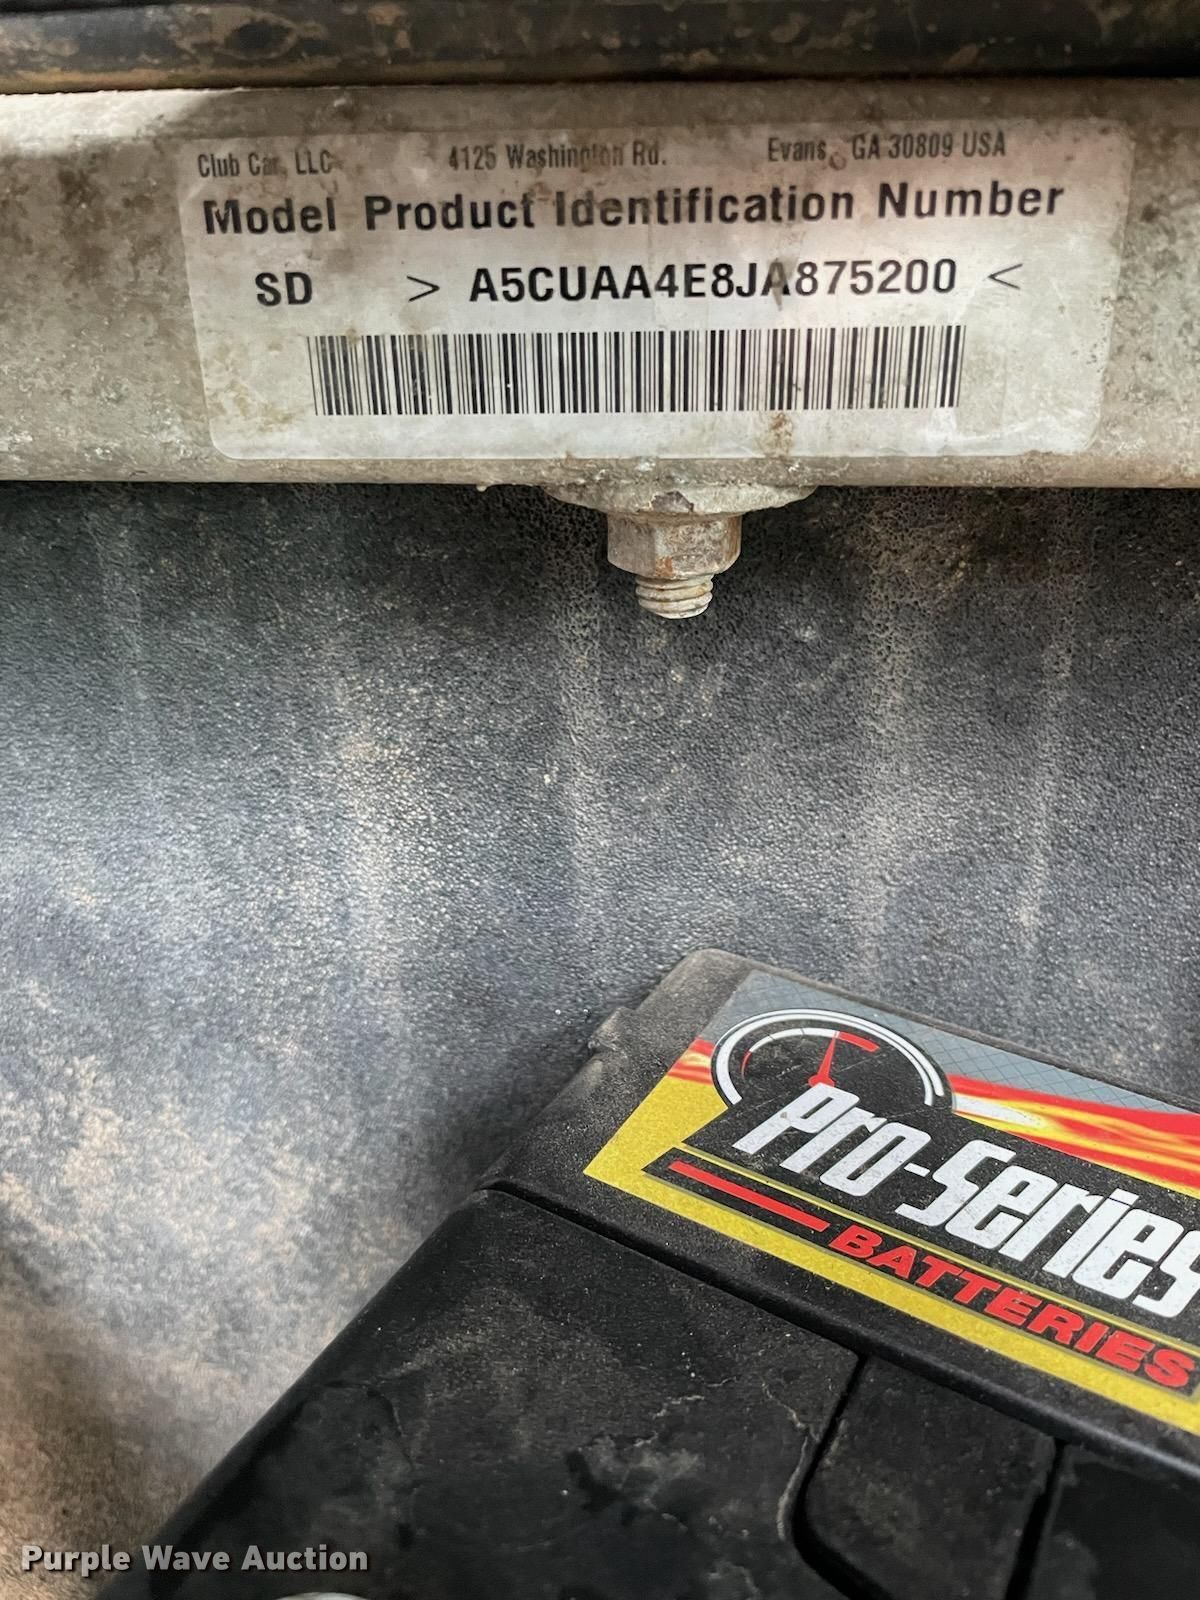 Club Car, LLC 4125 Washington Rd. Evans, GA 30809 USA
Model Product Identification Number
SD > A5CUAA4E8JA875200 <
Pro-Series
BATTERIES
Purple Wave Auction